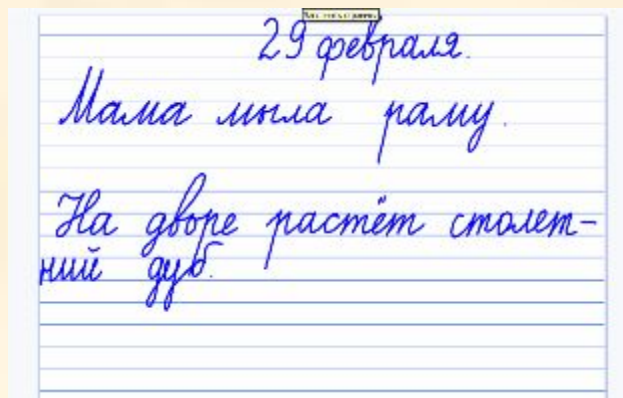 29 февраля.
Мама мыла раму.
На дворе растёт столет-
ний дуб.